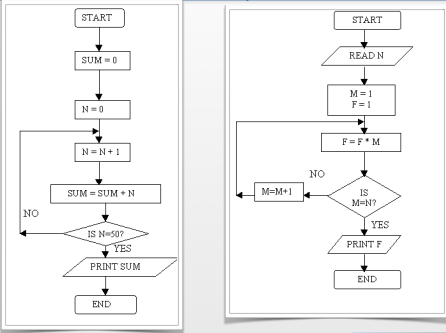 START
SUM = 0
N = 0
N = N + 1
SUM = SUM + N
NO
IS N=50?
YES
PRINT SUM
END
START
READ N
M = 1
F = 1
F = F * M
NO
M=M+1
IS
M=N?
YES
PRINT F
END